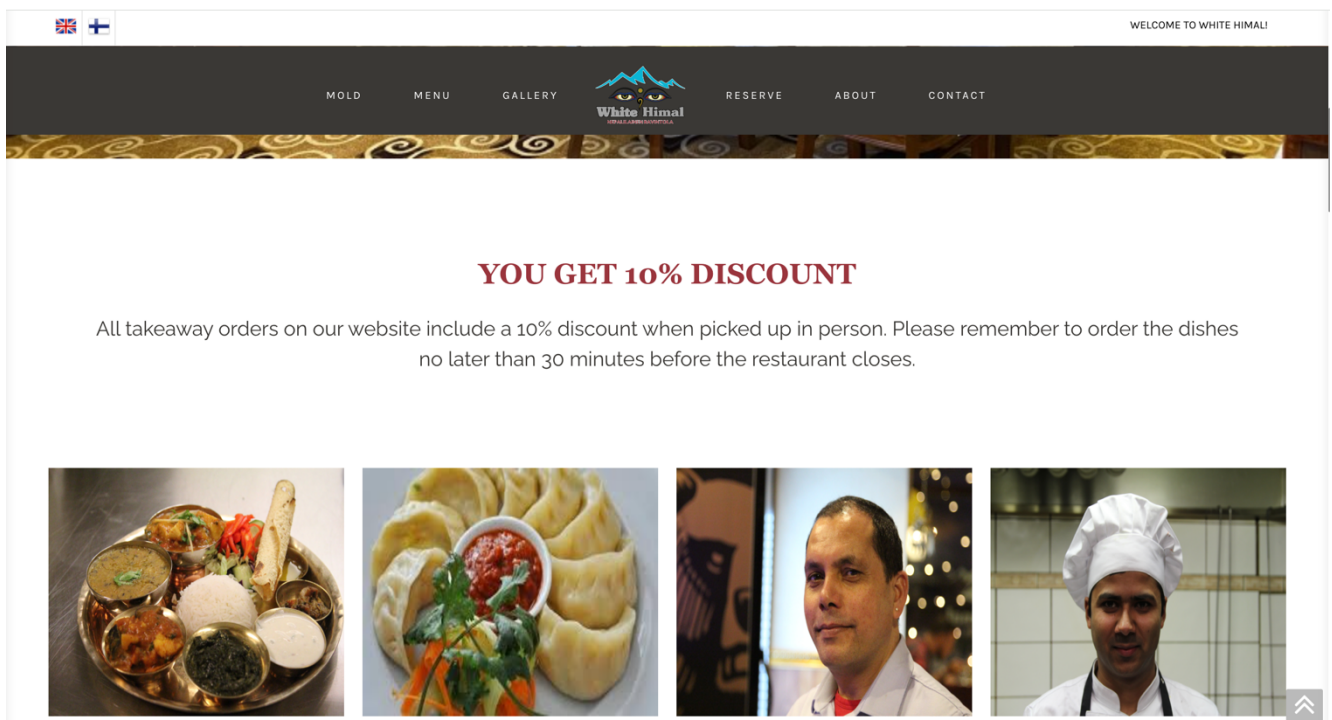 WELCOME TO WHITE HIMAL!
MOLD MENU GALLERY RESERVE ABOUT CONTACT
White Himal
YOU GET 10% DISCOUNT
All takeaway orders on our website include a 10% discount when picked up in person. Please remember to order the dishes
no later than 30 minutes before the restaurant closes.